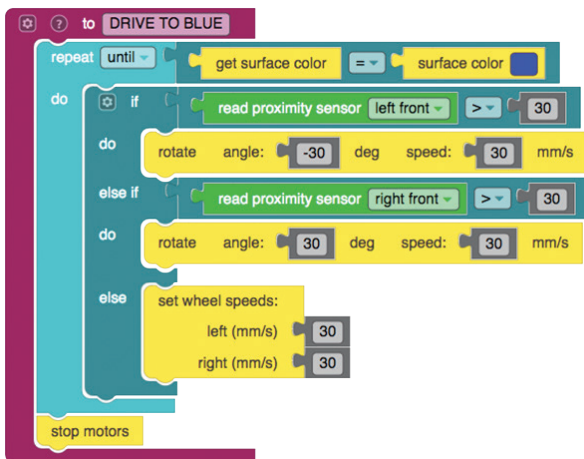 ? to DRIVE TO BLUE
repeat until get surface color = surface color
do if read proximity sensor left front > 30
do rotate angle: -30 deg speed: 30 mm/s
else if read proximity sensor right front > 30
do rotate angle: 30 deg speed: 30 mm/s
else set wheel speeds:
left (mm/s) 30
right (mm/s) 30
stop motors